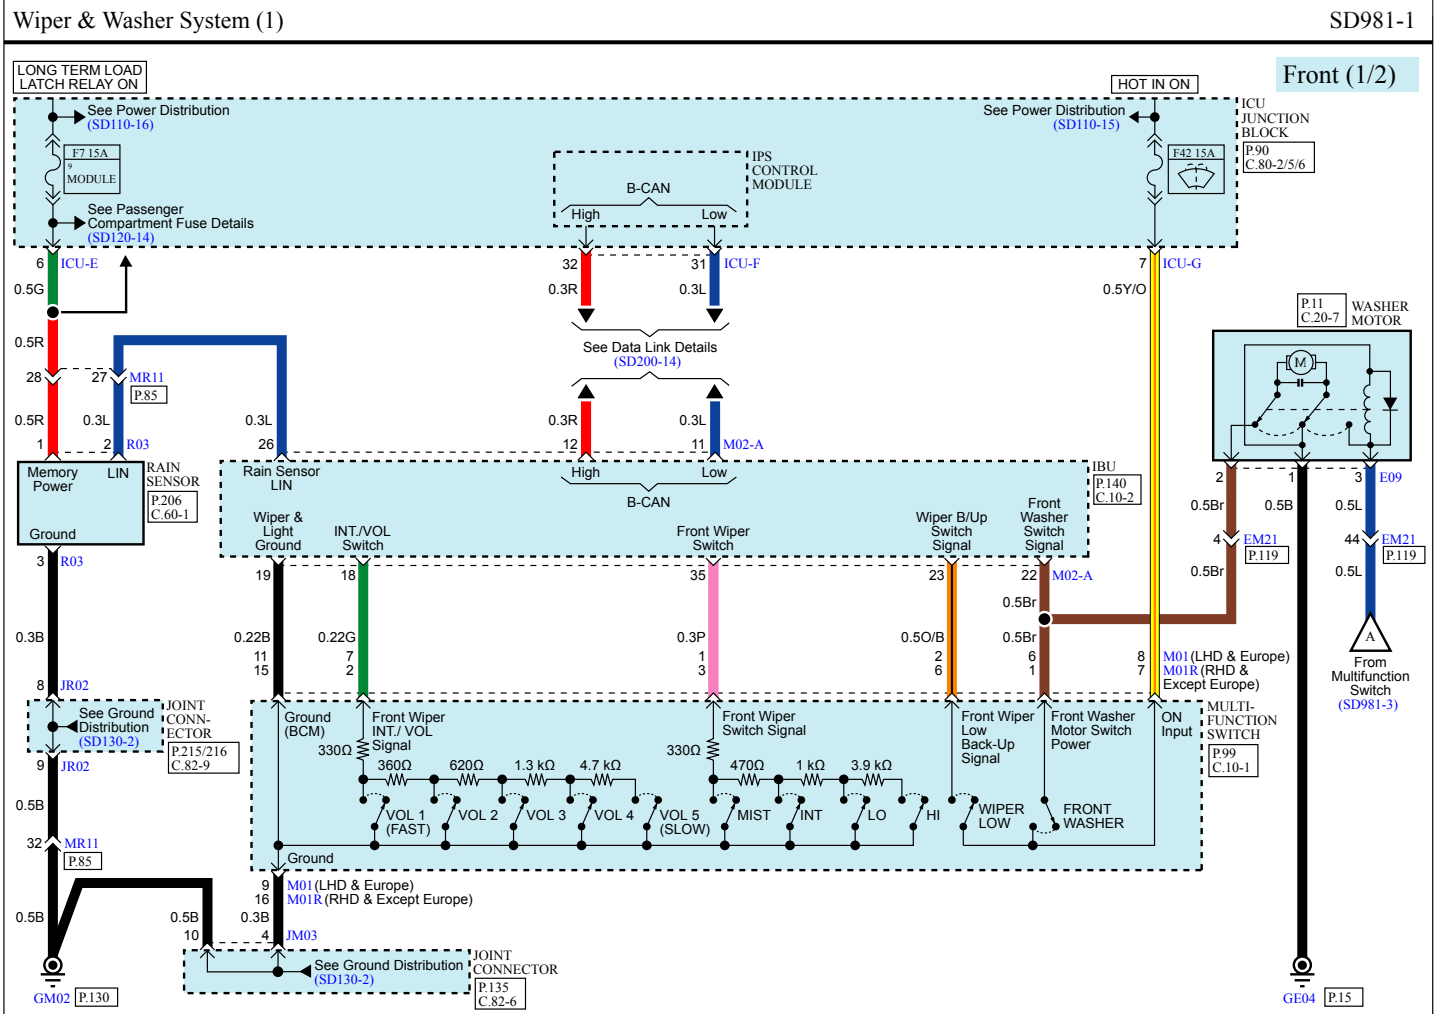 Wiper & Washer System (1)
SD981-1
Front (1/2)
LONG TERM LOAD
LATCH RELAY ON
HOT IN ON
See Power Distribution
(SD110-16)
F7 15A
9
MODULE
See Passenger
Compartment Fuse Details
(SD120-14)
B-CAN
High
Low
IPS
CONTROL
MODULE
See Power Distribution
(SD110-15)
F42 15A
ICU
JUNCTION
BLOCK
P.90
C.80-2/5/6
6
ICU-E
32
31
ICU-F
7
ICU-G
0.5G
0.3R
0.3L
0.5Y/O
P.11
C.20-7
WASHER
MOTOR
M
0.5R
See Data Link Details
(SD200-14)
28
27
MR11
P.85
0.5R
0.3L
0.3L
0.3R
0.3L
1
2
R03
26
12
11
M02-A
Memory
Power
LIN
Ground
RAIN
SENSOR
P.206
C.60-1
Rain Sensor
LIN
High
Low
B-CAN
IBU
P.140
C.10-2
2
1
3
E09
0.5Br
0.5B
0.5L
4
EM21
P.119
44
EM21
P.119
0.5Br
0.5L
A
From
Multifunction
Switch
(SD981-3)
Wiper &
Light
Ground
INT./VOL
Switch
Front Wiper
Switch
Wiper B/Up
Switch
Signal
Front
Washer
Switch
Signal
3
R03
19
18
35
23
22
M02-A
0.5Br
0.3B
0.22B
0.22G
0.3P
0.5O/B
0.5Br
11
7
1
2
6
8
M01(LHD & Europe)
15
2
3
6
1
7
M01R(RHD &
Except Europe)
8
JR02
See Ground
Distribution
(SD130-2)
JOINT
CONN-
ECTOR
P.215/216
C.82-9
9
JR02
0.5B
32
MR11
P.85
0.5B
Ground
(BCM)
Front Wiper
INT./ VOL
Signal
330Ω
360Ω
620Ω
1.3 kΩ
4.7 kΩ
VOL 1
(FAST)
VOL 2
VOL 3
VOL 4
VOL 5
(SLOW)
Front Wiper
Switch Signal
330Ω
470Ω
1 kΩ
3.9 kΩ
MIST
INT
LO
HI
Front Wiper
Low
Back-Up
Signal
WIPER
LOW
Front Washer
Motor Switch
Power
FRONT
WASHER
ON
Input
MULTI-
FUNCTION
SWITCH
P.99
C.10-1
Ground
9
M01(LHD & Europe)
16
M01R(RHD & Except Europe)
0.5B
0.3B
10
4
JM03
See Ground Distribution
(SD130-2)
JOINT
CONNECTOR
P.135
C.82-6
GM02
P.130
GE04
P.15